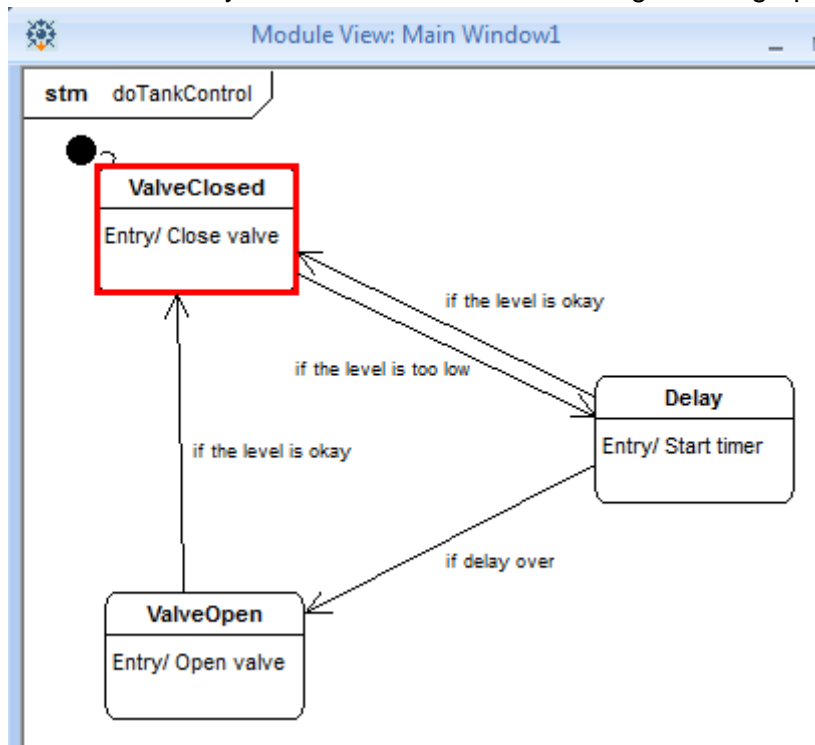 Module View: Main Window1
stm doTankControl
ValveClosed
Entry/ Close valve
if the level is okay
if the level is too low
Delay
Entry/ Start timer
if the level is okay
if delay over
ValveOpen
Entry/ Open valve